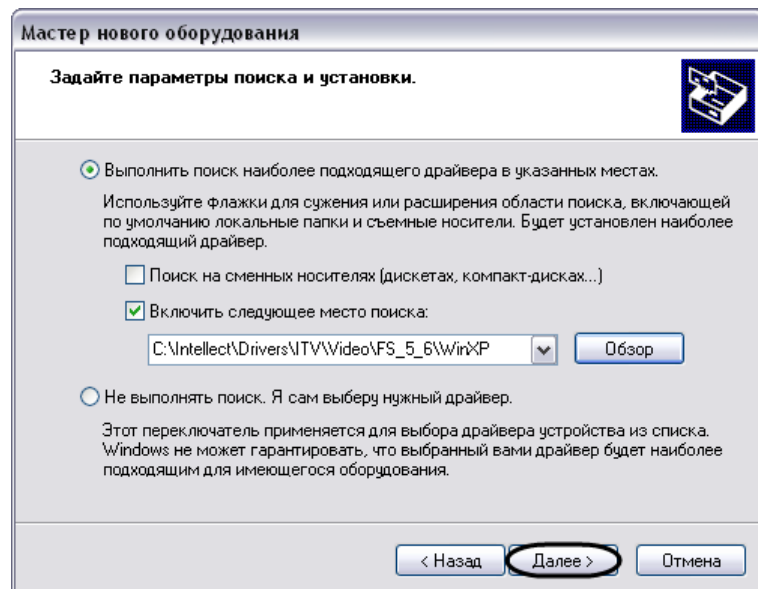 Мастер нового оборудования
Задайте параметры поиска и установки.
Выполнить поиск наиболее подходящего драйвера в указанных местах.
Используйте флажки для сужения или расширения области поиска, включающей
по умолчанию локальные папки и съемные носители. Будет установлен наиболее
подходящий драйвер.
Поиск на сменных носителях (дискетах, компакт-дисках...)
Включить следующее место поиска:
C:\Intellect\Drivers\ITV\Video\FS_5_6\WinXP
Обзор
Не выполнять поиск. Я сам выберу нужный драйвер.
Этот переключатель применяется для выбора драйвера устройства из списка.
Windows не может гарантировать, что выбранный вами драйвер будет наиболее
подходящим для имеющегося оборудования.
< Назад Далее > Отмена